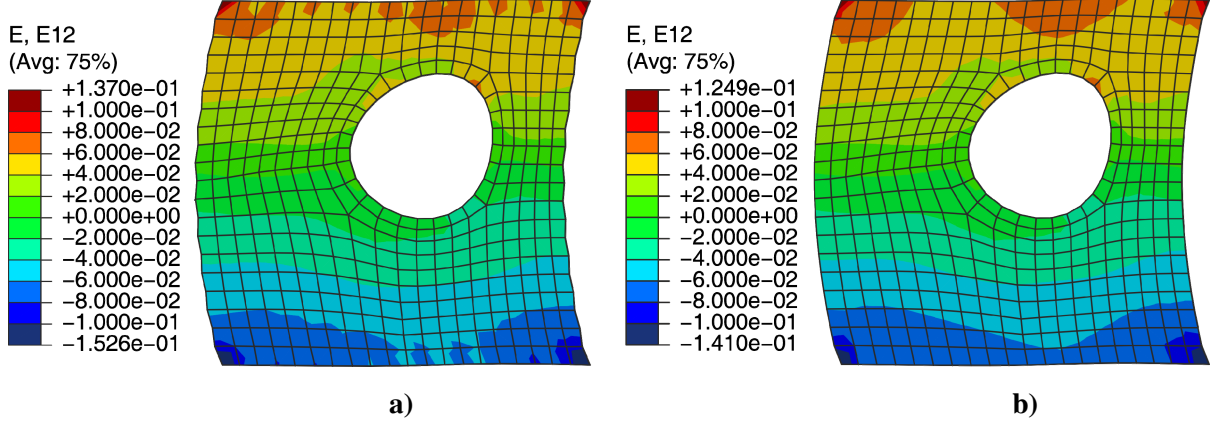 E, E12
(Avg: 75%)
+1.370e−01
+1.000e−01
+8.000e−02
+6.000e−02
+4.000e−02
+2.000e−02
+0.000e+00
−2.000e−02
−4.000e−02
−6.000e−02
−8.000e−02
−1.000e−01
−1.526e−01
a)
E, E12
(Avg: 75%)
+1.249e−01
+1.000e−01
+8.000e−02
+6.000e−02
+4.000e−02
+2.000e−02
+0.000e+00
−2.000e−02
−4.000e−02
−6.000e−02
−8.000e−02
−1.000e−01
−1.410e−01
b)